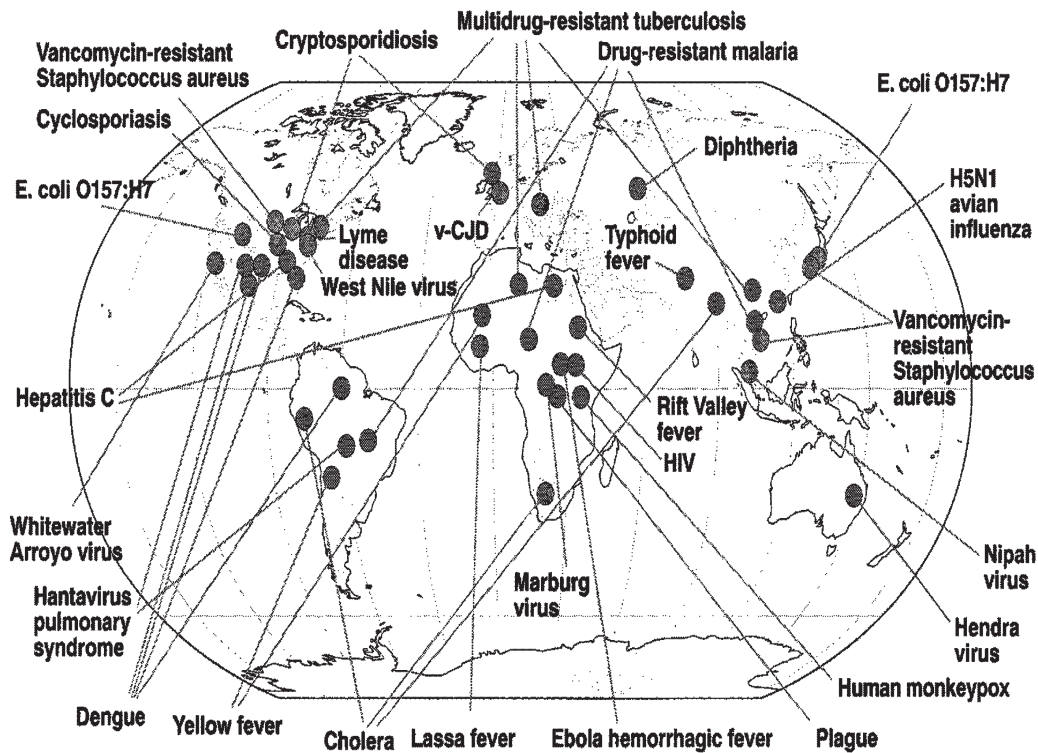 Multidrug-resistant tuberculosis
Cryptosporidiosis
Vancomycin-resistant
Staphylococcus aureus
Drug-resistant malaria
E. coli O157:H7
Cyclosporiasis
Diphtheria
E. coli O157:H7
H5N1
avian
influenza
Lyme
disease
v-CJD
Typhoid
fever
West Nile virus
Vancomycin-
resistant
Staphylococcus
aureus
Hepatitis C
Rift Valley
fever
HIV
Whitewater
Arroyo virus
Nipah
virus
Marburg
virus
Hantavirus
pulmonary
syndrome
Hendra
virus
Human monkeypox
Dengue
Yellow fever
Cholera
Lassa fever
Ebola hemorrhagic fever
Plague